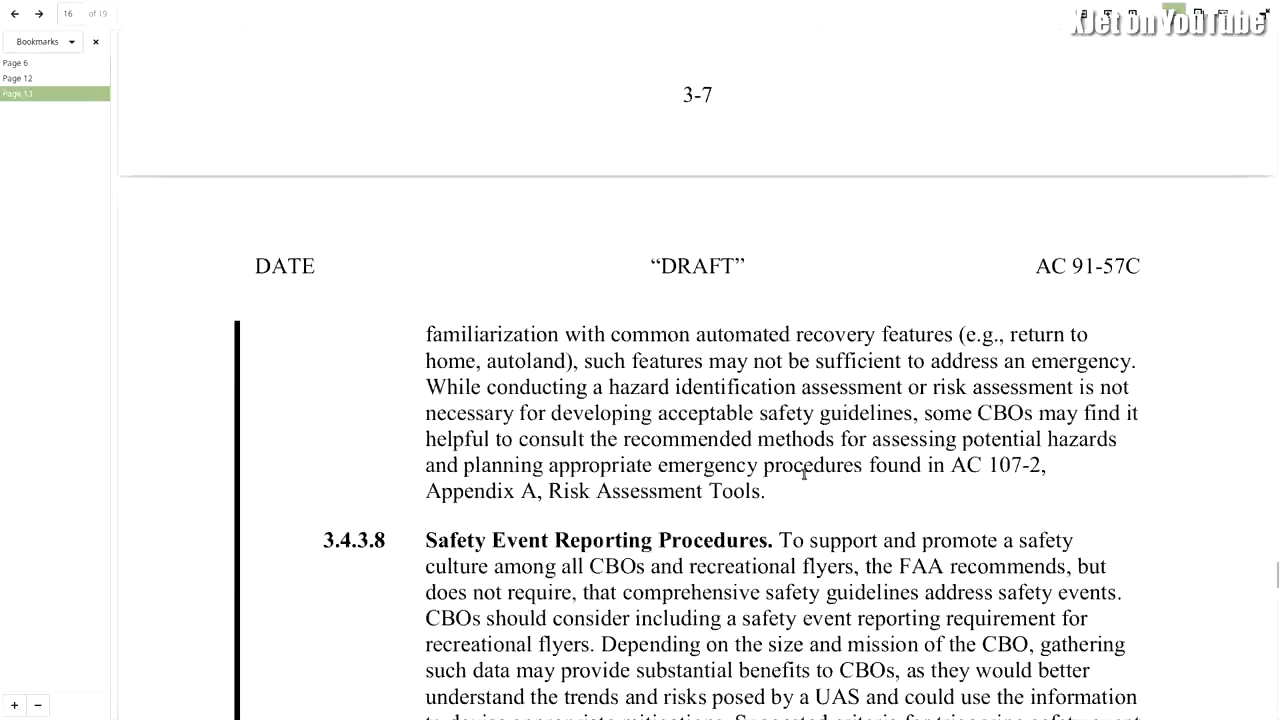 16 of 19
XJet on YouTube
Bookmarks
Page 6
Page 12
Page 13
3-7
DATE “DRAFT” AC 91-57C
familiarization with common automated recovery features (e.g., return to
home, autoland), such features may not be sufficient to address an emergency.
While conducting a hazard identification assessment or risk assessment is not
necessary for developing acceptable safety guidelines, some CBOs may find it
helpful to consult the recommended methods for assessing potential hazards
and planning appropriate emergency procedures found in AC 107-2,
Appendix A, Risk Assessment Tools.
3.4.3.8 Safety Event Reporting Procedures. To support and promote a safety
culture among all CBOs and recreational flyers, the FAA recommends, but
does not require, that comprehensive safety guidelines address safety events.
CBOs should consider including a safety event reporting requirement for
recreational flyers. Depending on the size and mission of the CBO, gathering
such data may provide substantial benefits to CBOs, as they would better
understand the trends and risks posed by a UAS and could use the information